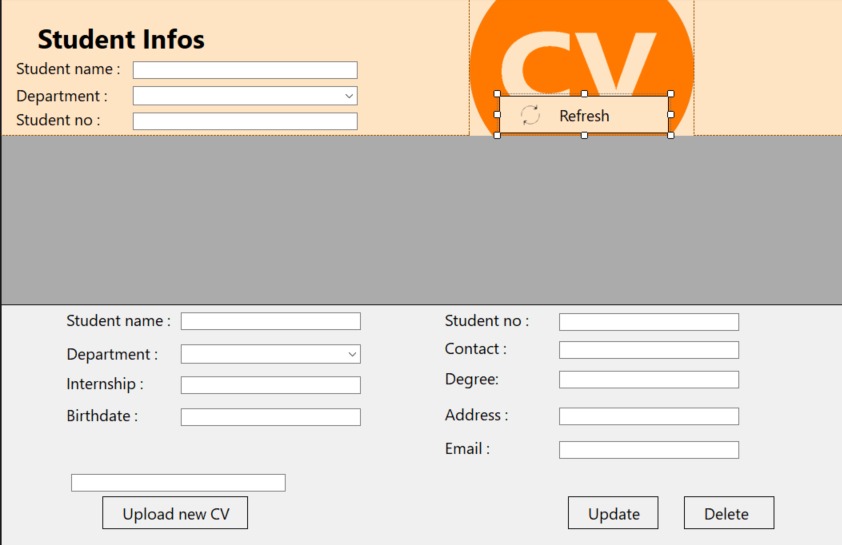 Student Infos
Student name :
Department :
Student no :
CV
Refresh
Student name :
Department :
Internship :
Birthdate :
Student no :
Contact :
Degree:
Address :
Email :
Upload new CV
Update
Delete